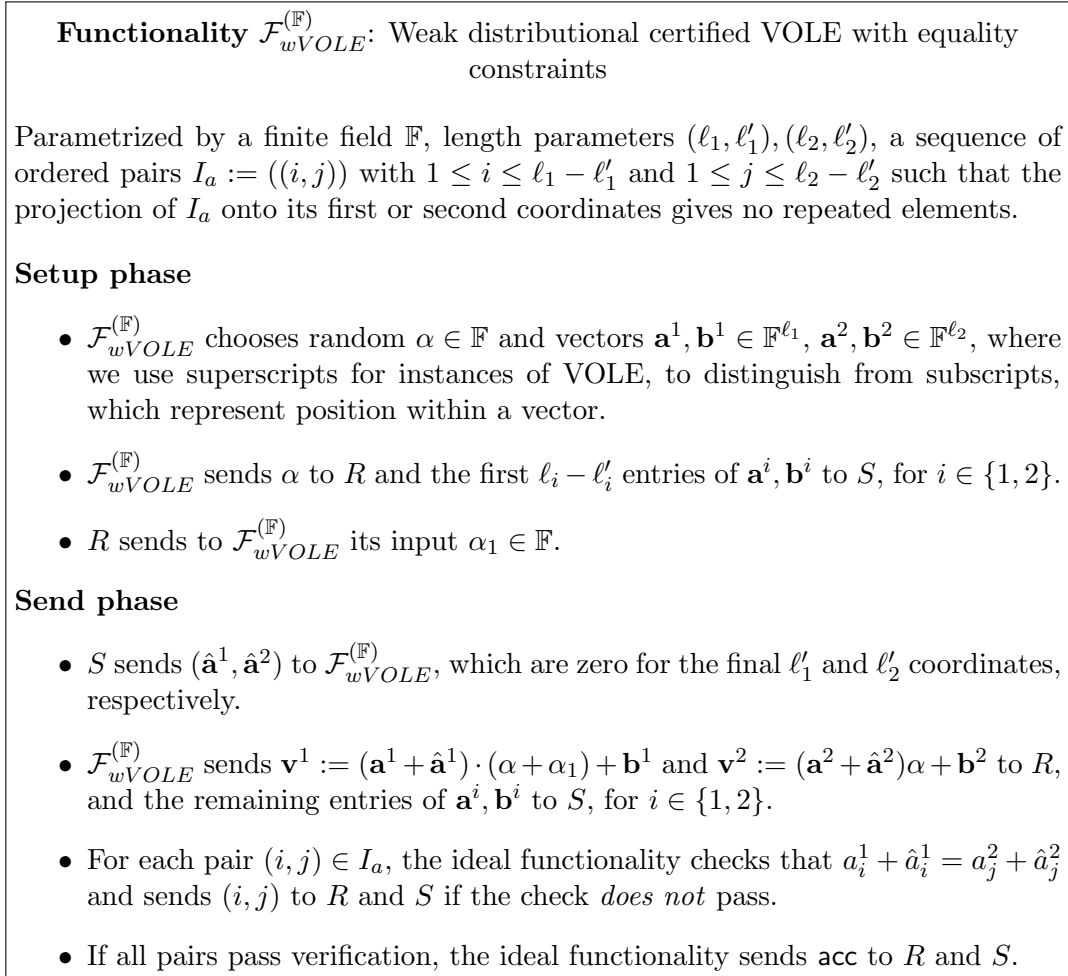 Functionality $\mathcal{F}_{wVOLE}^{(\mathbb{F})}$: Weak distributional certified VOLE with equality
constraints
Parametrized by a finite field $\mathbb{F}$, length parameters $(\ell_1, \ell_1'), (\ell_2, \ell_2')$, a sequence of
ordered pairs $I_a := ((i, j))$ with $1 \leq i \leq \ell_1 - \ell_1'$ and $1 \leq j \leq \ell_2 - \ell_2'$ such that the
projection of $I_a$ onto its first or second coordinates gives no repeated elements.
Setup phase
• $\mathcal{F}_{wVOLE}^{(\mathbb{F})}$ chooses random $\alpha \in \mathbb{F}$ and vectors $\mathbf{a}^1, \mathbf{b}^1 \in \mathbb{F}^{\ell_1}$, $\mathbf{a}^2, \mathbf{b}^2 \in \mathbb{F}^{\ell_2}$, where
we use superscripts for instances of VOLE, to distinguish from subscripts,
which represent position within a vector.
• $\mathcal{F}_{wVOLE}^{(\mathbb{F})}$ sends $\alpha$ to $R$ and the first $\ell_i - \ell_i'$ entries of $\mathbf{a}^i, \mathbf{b}^i$ to $S$, for $i \in \{1, 2\}$.
• $R$ sends to $\mathcal{F}_{wVOLE}^{(\mathbb{F})}$ its input $\alpha_1 \in \mathbb{F}$.
Send phase
• $S$ sends $(\hat{\mathbf{a}}^1, \hat{\mathbf{a}}^2)$ to $\mathcal{F}_{wVOLE}^{(\mathbb{F})}$, which are zero for the final $\ell_1'$ and $\ell_2'$ coordinates,
respectively.
• $\mathcal{F}_{wVOLE}^{(\mathbb{F})}$ sends $\mathbf{v}^1 := (\mathbf{a}^1 + \hat{\mathbf{a}}^1) \cdot (\alpha + \alpha_1) + \mathbf{b}^1$ and $\mathbf{v}^2 := (\mathbf{a}^2 + \hat{\mathbf{a}}^2)\alpha + \mathbf{b}^2$ to $R$,
and the remaining entries of $\mathbf{a}^i, \mathbf{b}^i$ to $S$, for $i \in \{1, 2\}$.
• For each pair $(i, j) \in I_a$, the ideal functionality checks that $a_i^1 + \hat{a}_i^1 = a_j^2 + \hat{a}_j^2$
and sends $(i, j)$ to $R$ and $S$ if the check does not pass.
• If all pairs pass verification, the ideal functionality sends acc to $R$ and $S$.